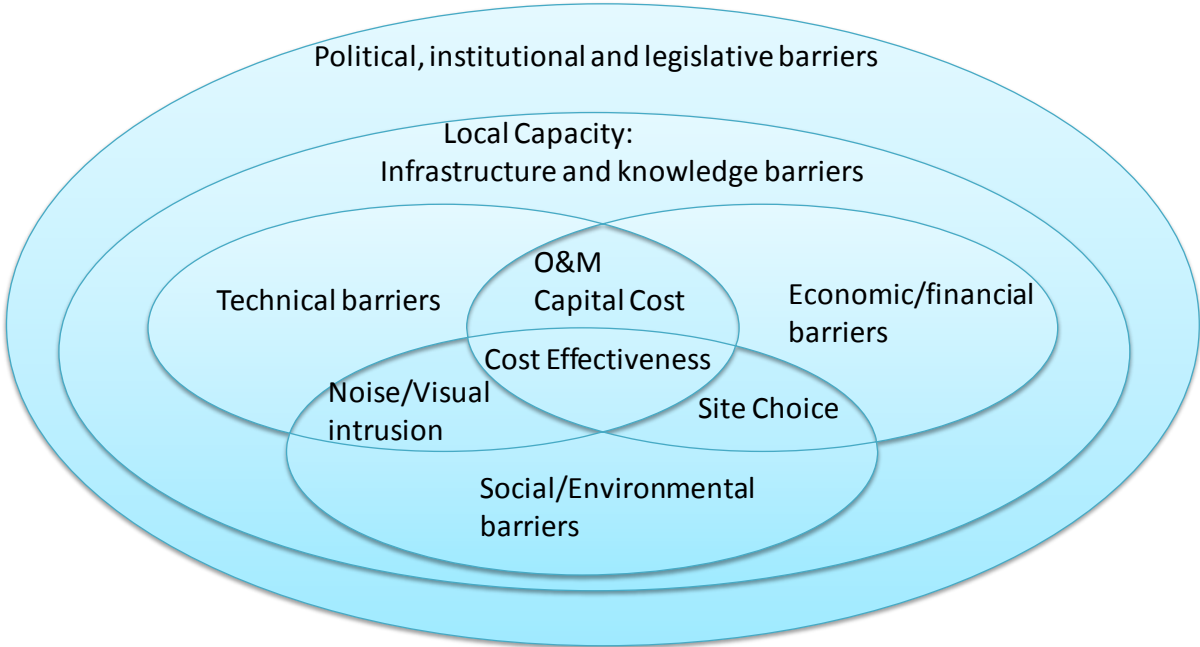 Political, institutional and legislative barriers
Local Capacity:
Infrastructure and knowledge barriers
O&M
Capital Cost
Technical barriers
Economic/financial
barriers
Cost Effectiveness
Noise/Visual
intrusion
Site Choice
Social/Environmental
barriers